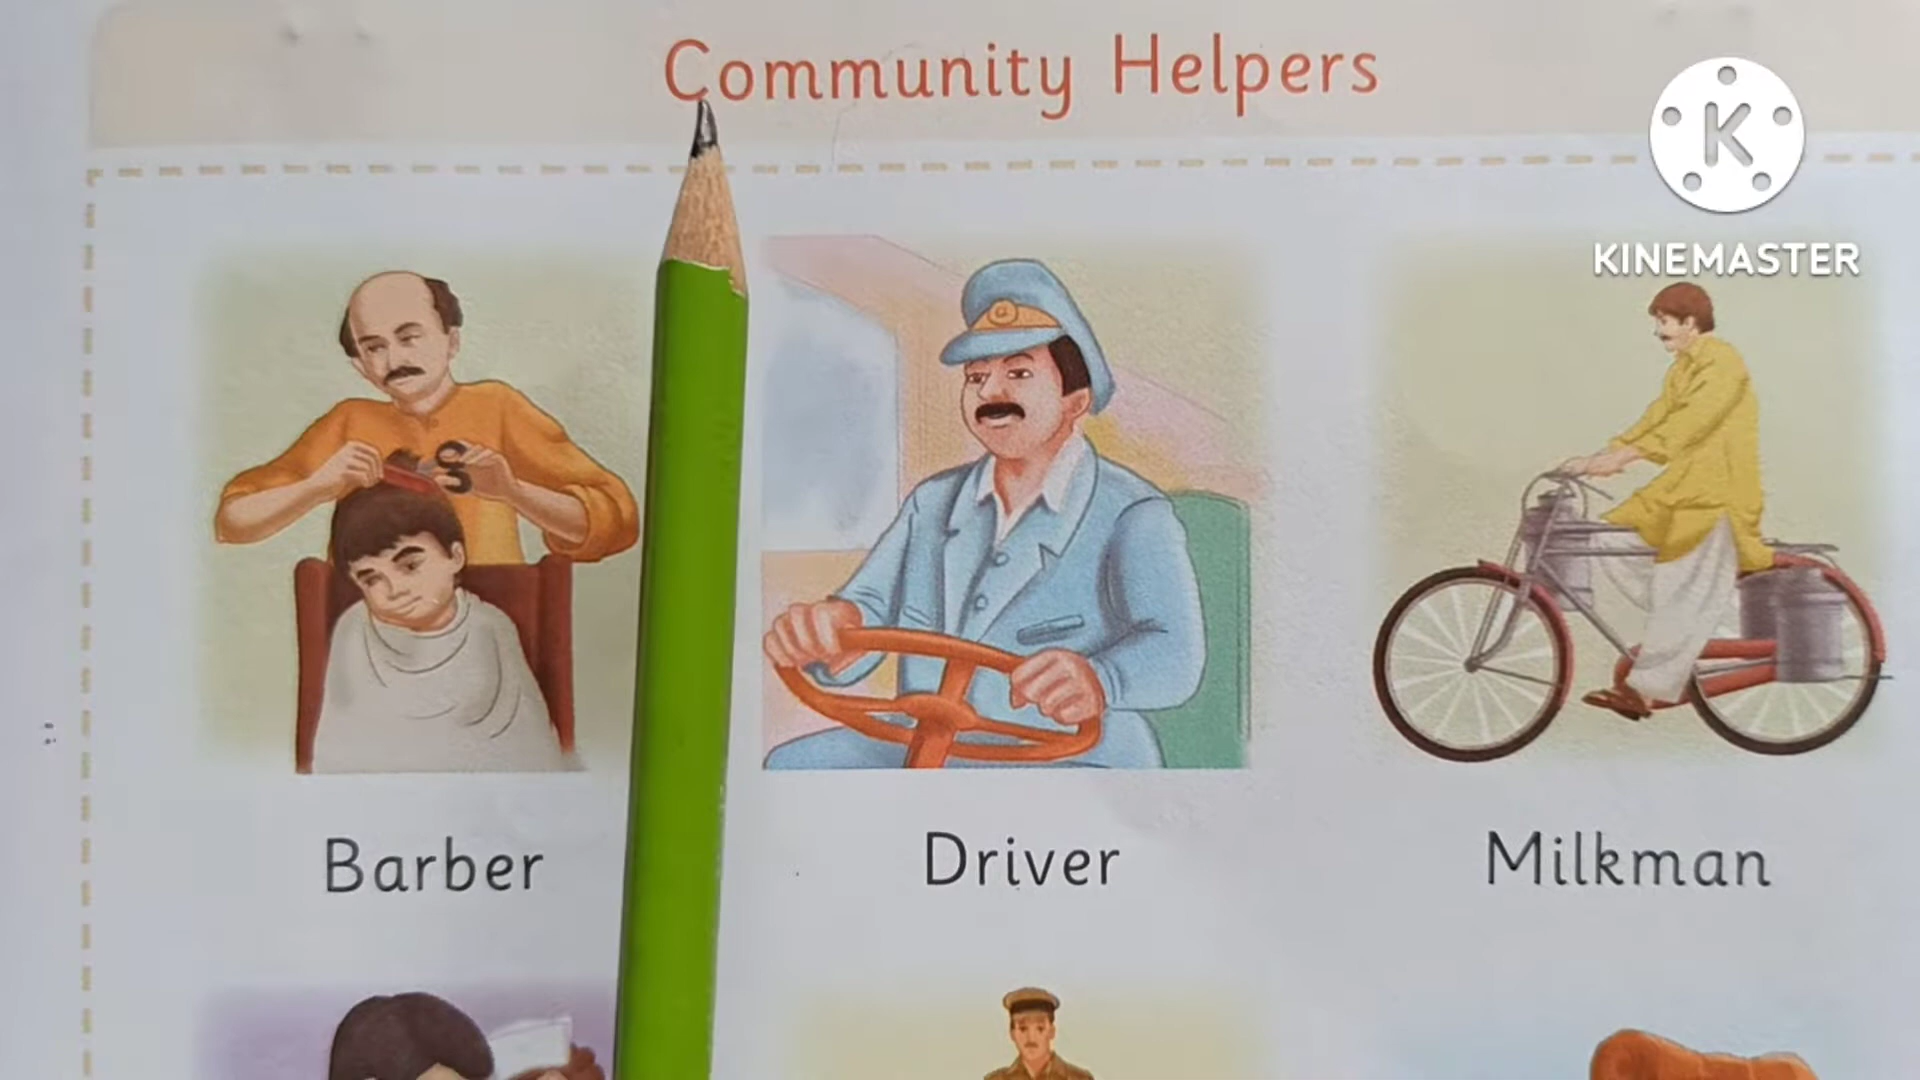 Community Helpers
K
KINEMASTER
Barber
Driver
Milkman